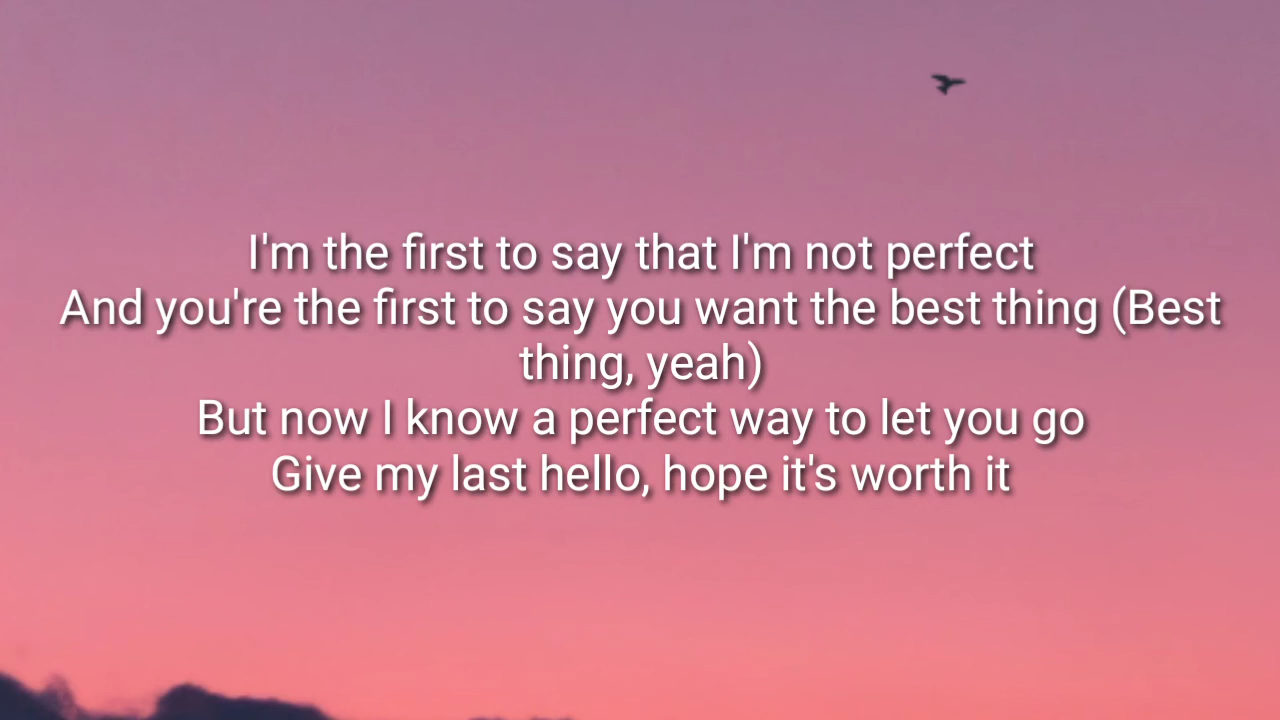 I'm the first to say that I'm not perfect
And you're the first to say you want the best thing (Best
thing, yeah)
But now I know a perfect way to let you go
Give my last hello, hope it's worth it